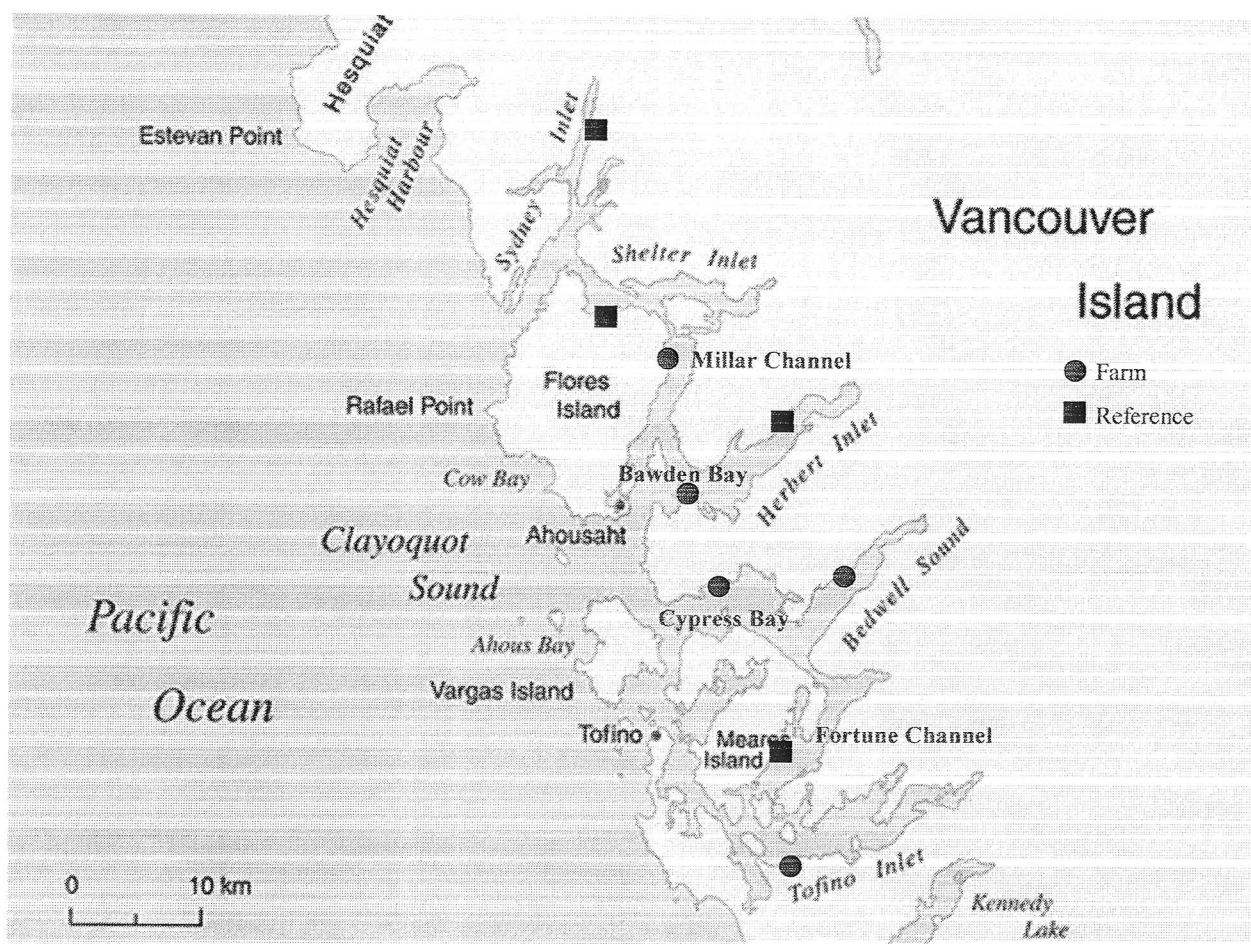 Hesquiat
Estevan Point
Hesquiat
Harbour
Inlet
Sydney
Shelter Inlet
Vancouver
Island
Millar Channel
Farm
Reference
Flores
Island
Rafael Point
Herbert Inlet
Cow Bay
Bawden Bay
Ahousaht
Clayoquot
Sound
Pacific
Ocean
Cypress Bay
Bedwell Sound
Ahous Bay
Vargas Island
Tofino
Meares
Island
Fortune Channel
Tofino Inlet
Kennedy
Lake
0 10 km